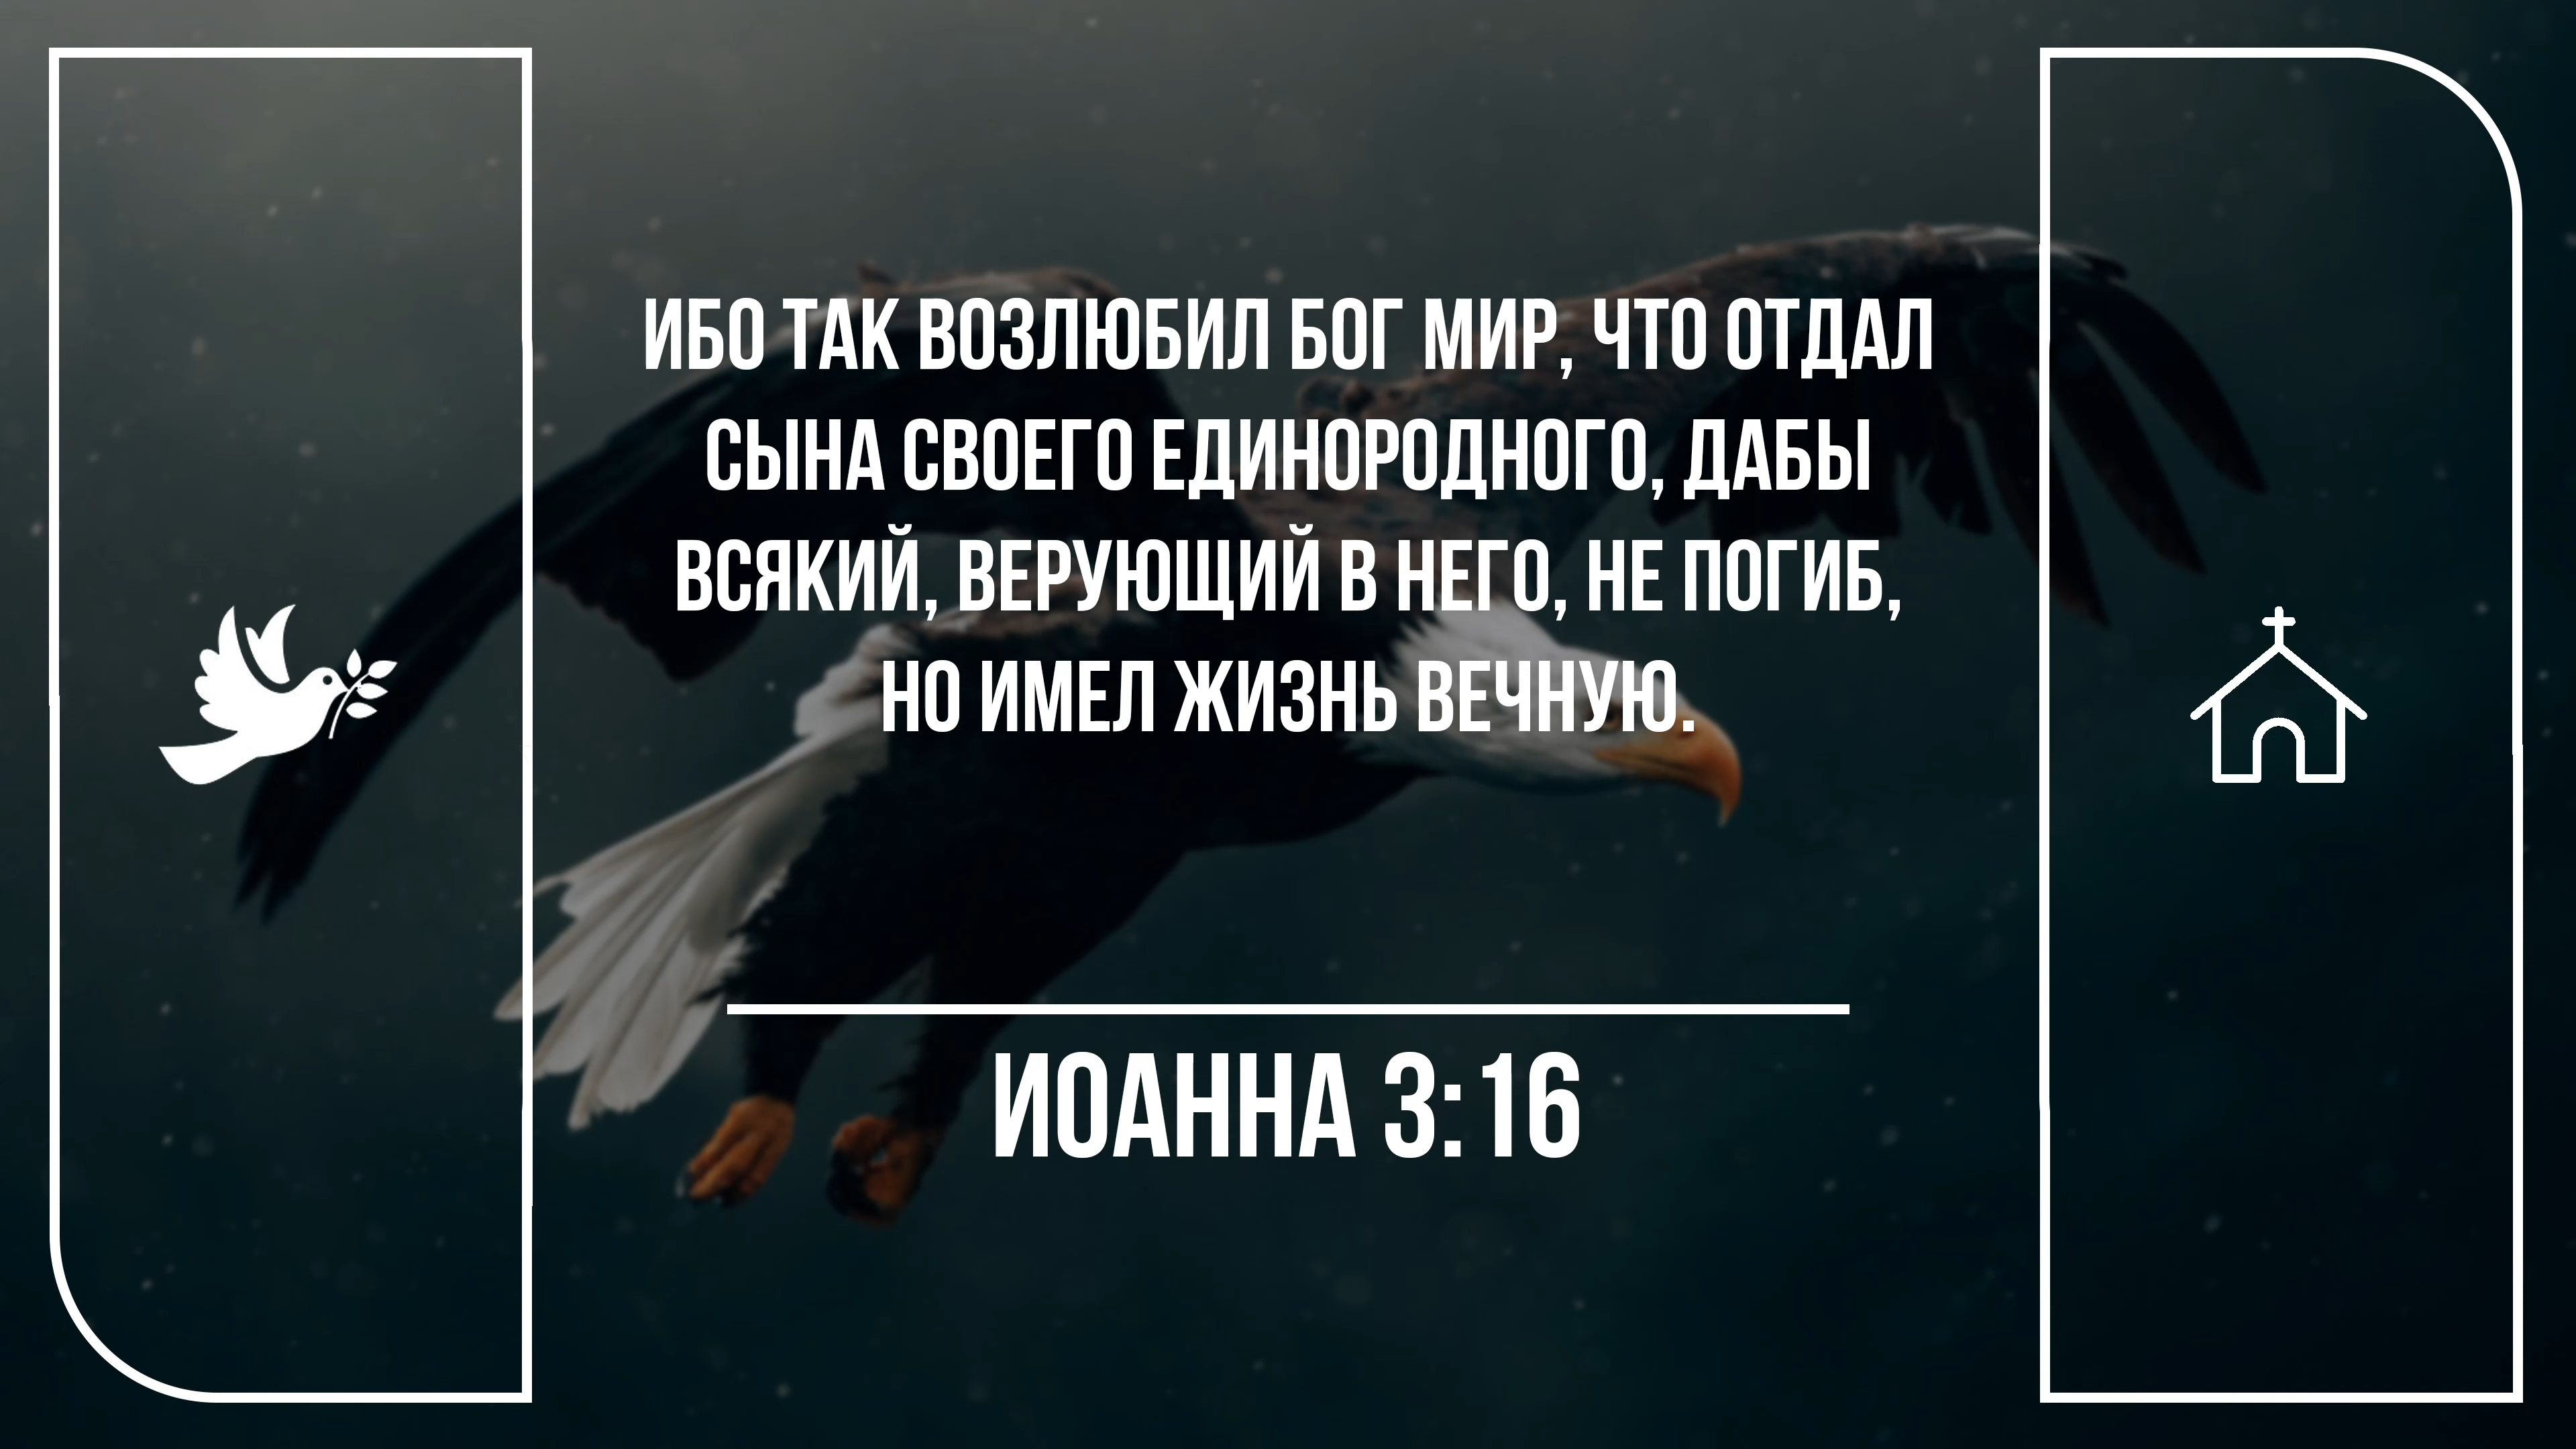 ИБО ТАК ВОЗЛЮБИЛ БОГ МИР, ЧТО ОТДАЛ
СЫНА СВОЕГО ЕДИНОРОДНОГО, ДАБЫ
ВСЯКИЙ, ВЕРУЮЩИЙ В НЕГО, НЕ ПОГИБ,
НО ИМЕЛ ЖИЗНЬ ВЕЧНУЮ.
ИОАННА 3:16